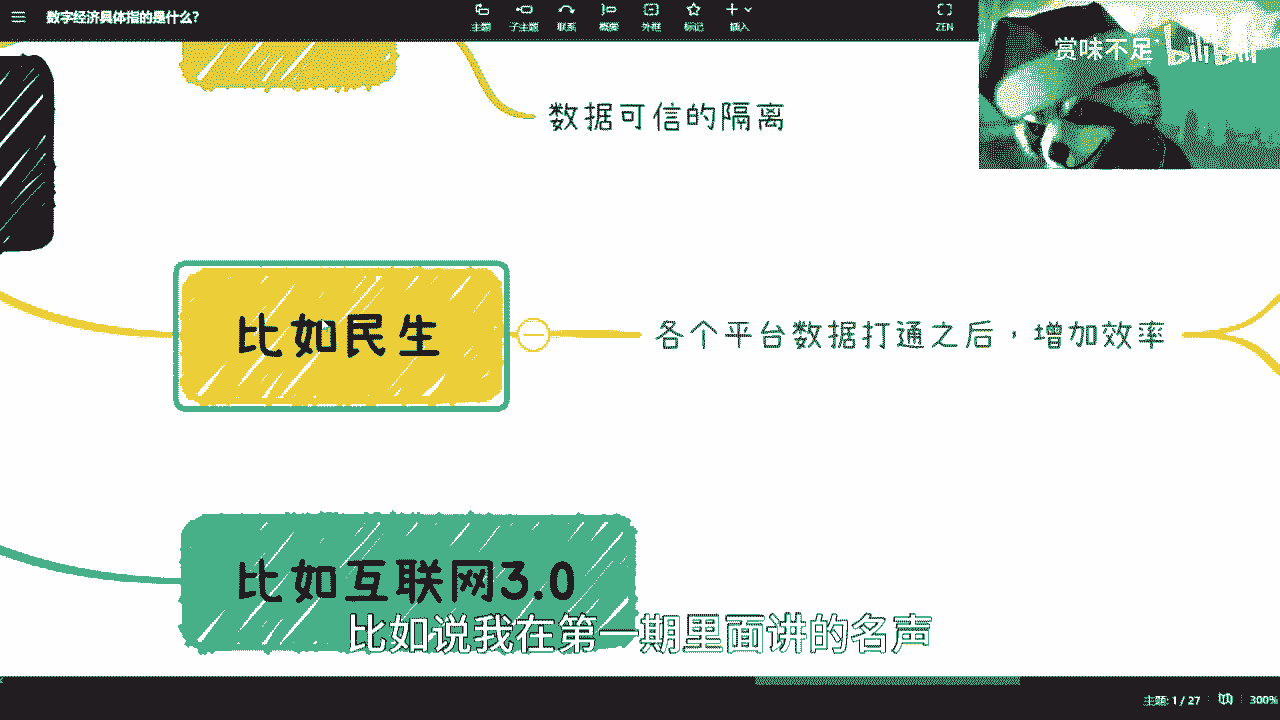 数字经济具体指的是什么?
主题
子主题
联系
概要
外框
标记
插入
ZEN
赏味不足
bilibili
数据可信的隔离
比如民生
各个平台数据打通之后，增加效率
比如互联网3.0
比如说我在第一期里面讲的名声
主题: 1 / 27
300%